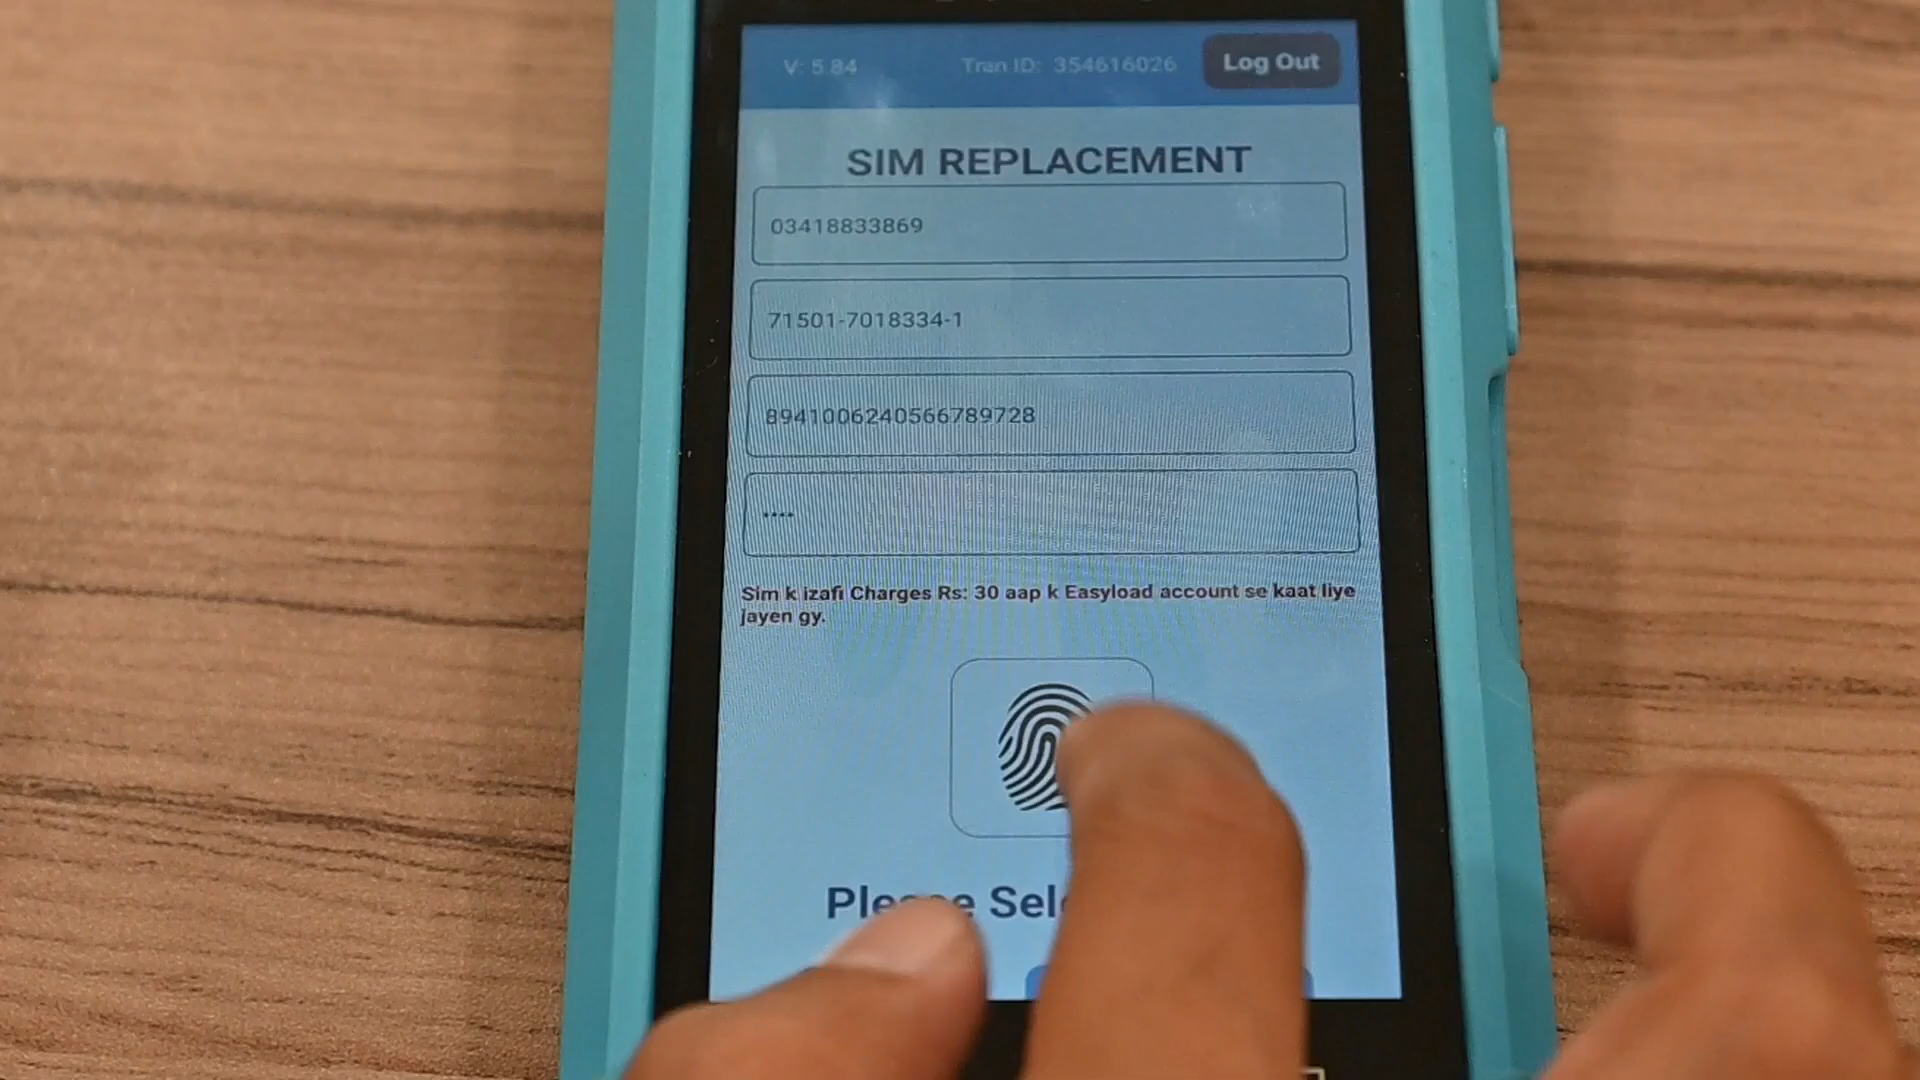 V: 5.84 Tran ID: 354616026 Log Out
SIM REPLACEMENT
03418833869
71501-7018334-1
8941006240566789728
••••
Sim k izafi Charges Rs: 30 aap k Easyload account se kaat liye
jayen gy.
Please